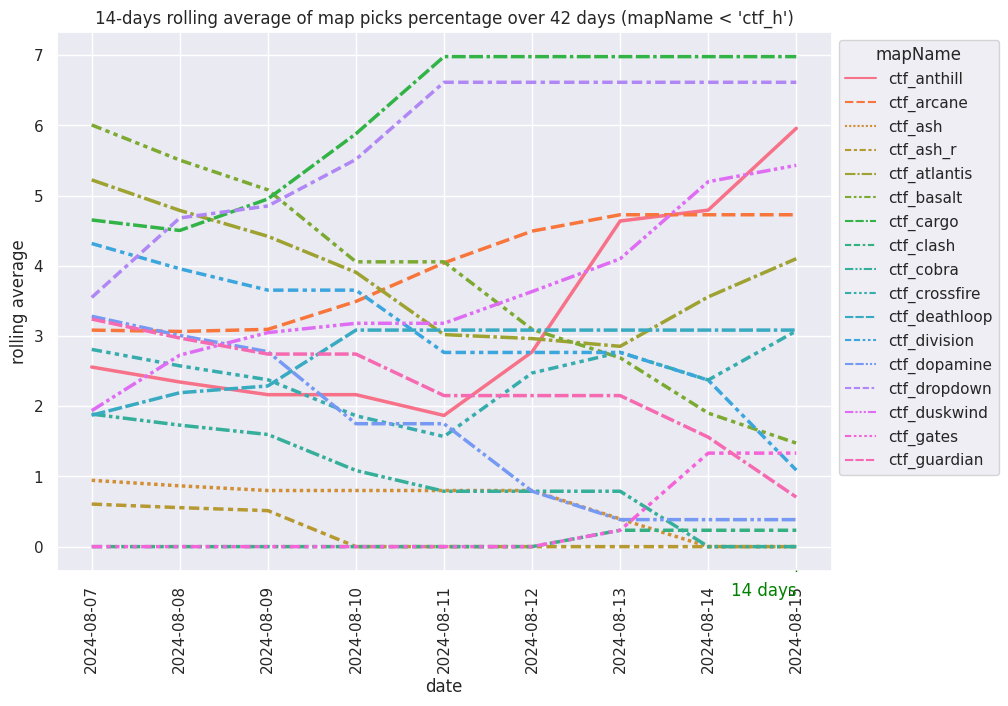 14-days rolling average of map picks percentage over 42 days (mapName < 'ctf_h')
7
6
5
4
3
2
1
0
rolling average
mapName
ctf_anthill
ctf_arcane
ctf_ash
ctf_ash_r
ctf_atlantis
ctf_basalt
ctf_cargo
ctf_clash
ctf_cobra
ctf_crossfire
ctf_deathloop
ctf_division
ctf_dopamine
ctf_dropdown
ctf_duskwind
ctf_gates
ctf_guardian
14 days
2024-08-07
2024-08-08
2024-08-09
2024-08-10
2024-08-11
2024-08-12
2024-08-13
2024-08-14
2024-08-15
date